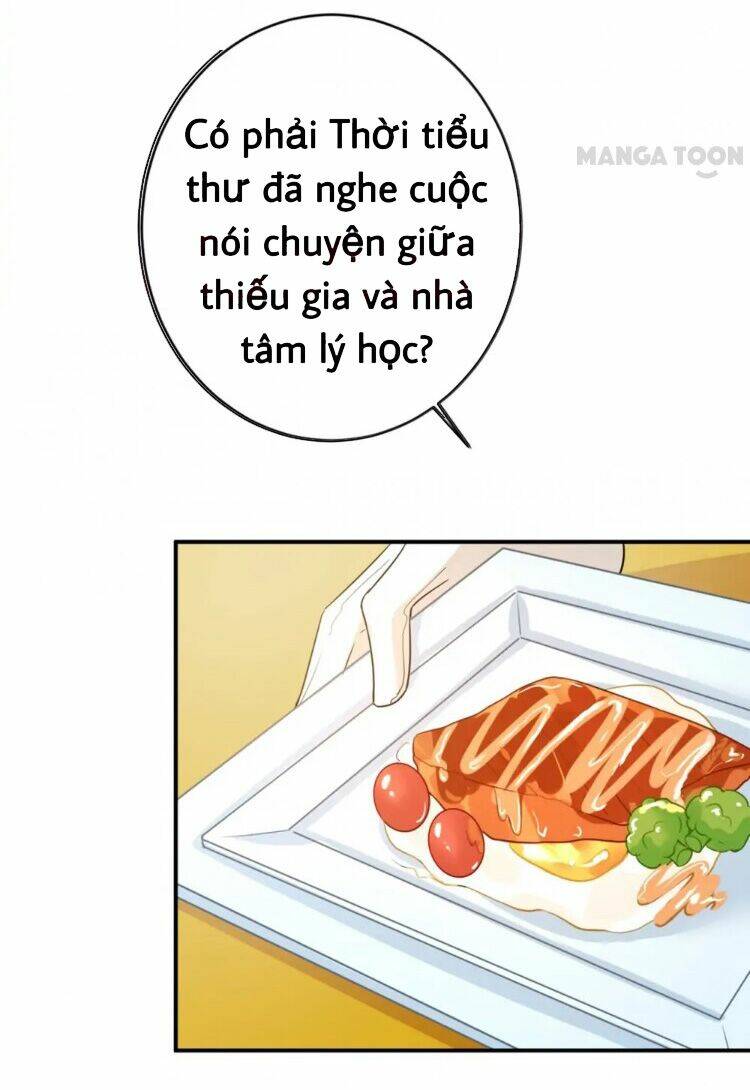 Có phải Thời tiểu
thư đã nghe cuộc
nói chuyện giữa
thiếu gia và nhà
tâm lý học?
MANGA TOON